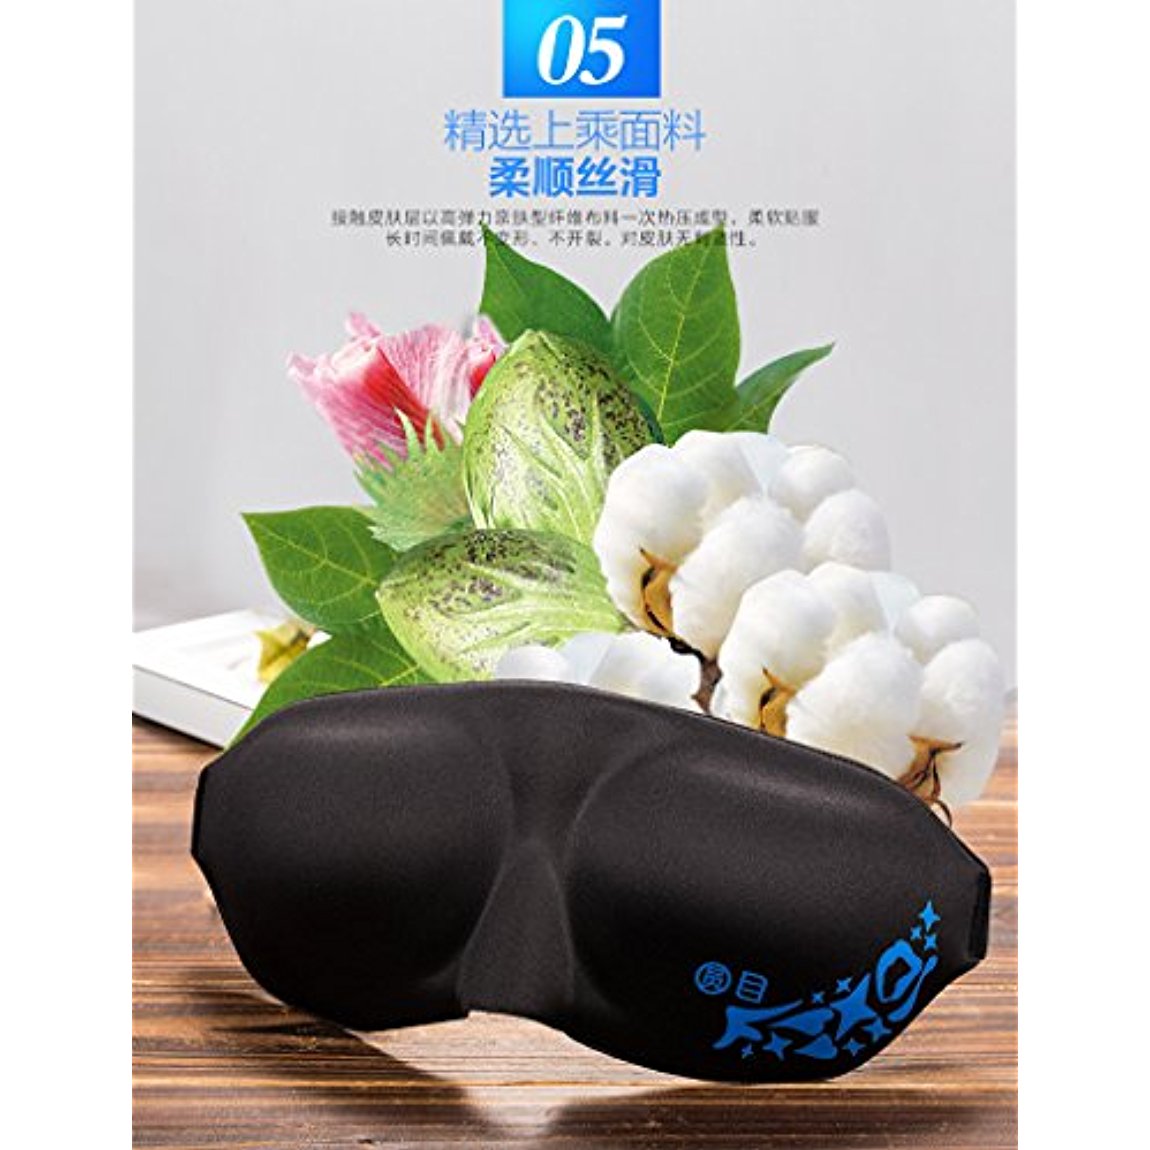 05
精选上乘面料
柔顺丝滑
接触皮肤层以高弹力亲肤型纤维布料一次热压成型，柔软贴服
长时间佩戴不变形、不开裂。对皮肤无刺激性。
目